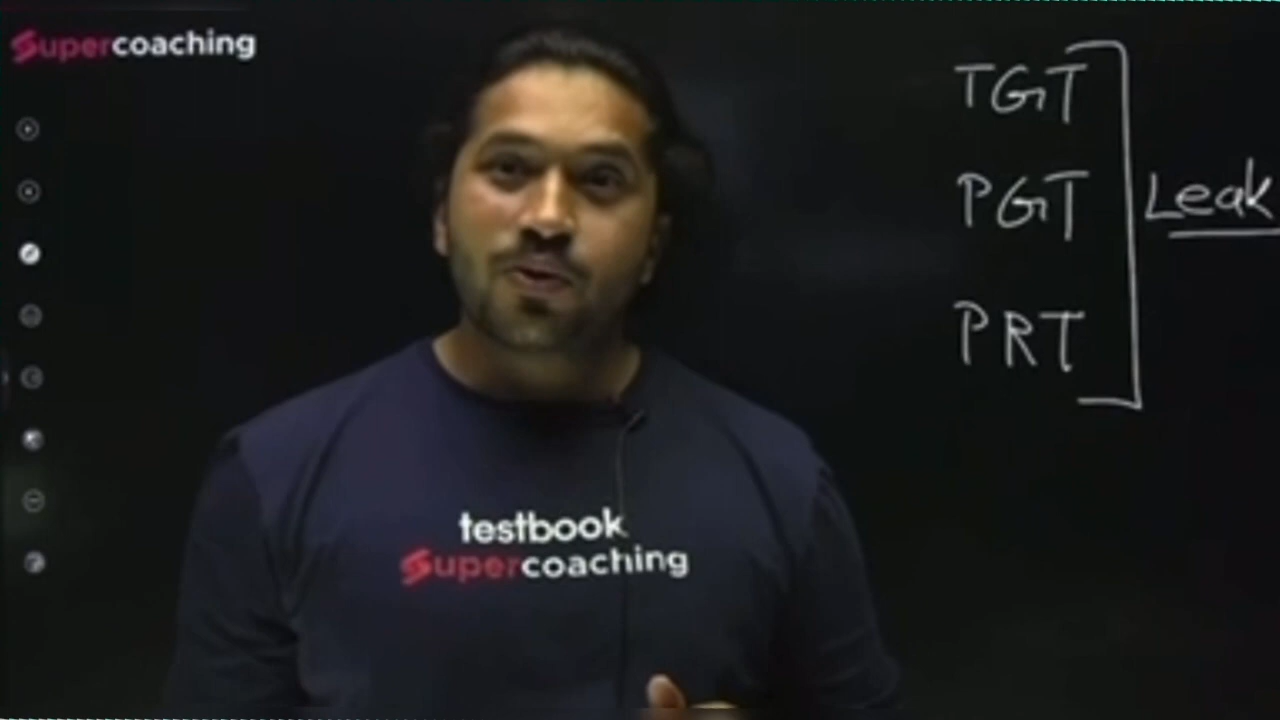 Supercoaching
TGT
PGT
Leak
PRT
testbook
Supercoaching